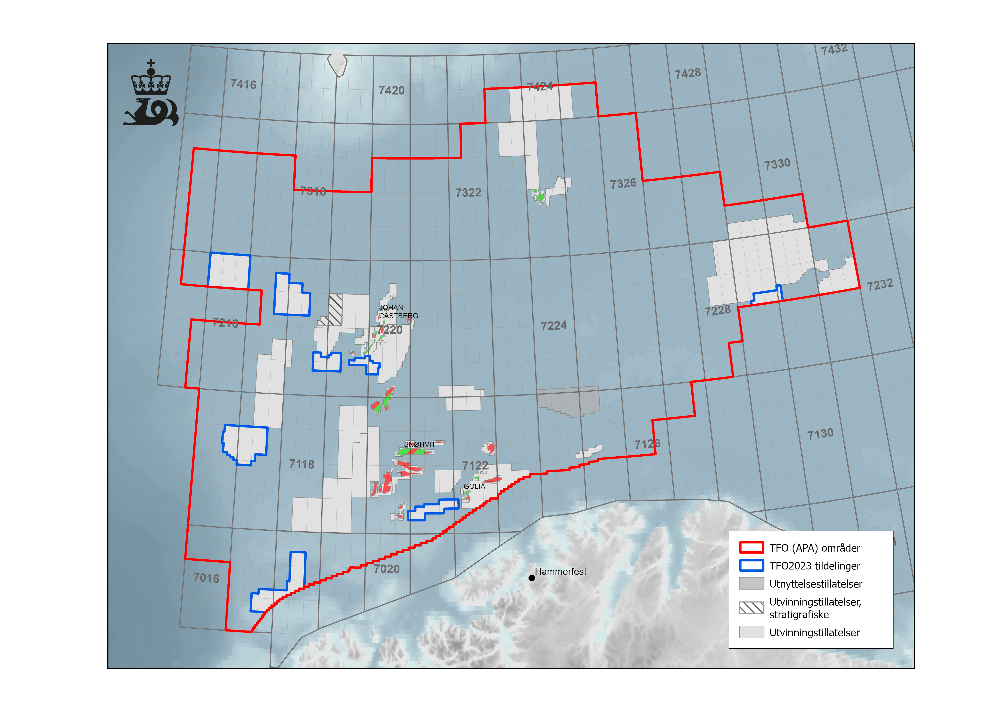 7432
7428
7416
7424
7420
7330
7326
7318
7322
7232
JOHAN
CASTBERG
7228
7216
7224
7220
7130
SNØHVIT
7126
7118
7122
GOLIAT
7020
Hammerfest
7016
TFO (APA) områder
TFO2023 tildelinger
Utnyttelsestillatelser
Utvinningstillatelser,
stratigrafiske
Utvinningstillatelser